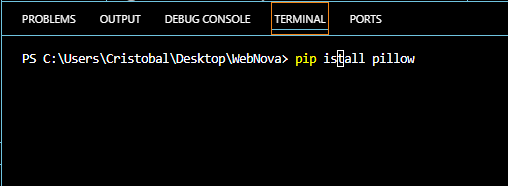 PROBLEMS OUTPUT DEBUG CONSOLE TERMINAL PORTS
PS C:\Users\Cristobal\Desktop\WebNova> pip istall pillow